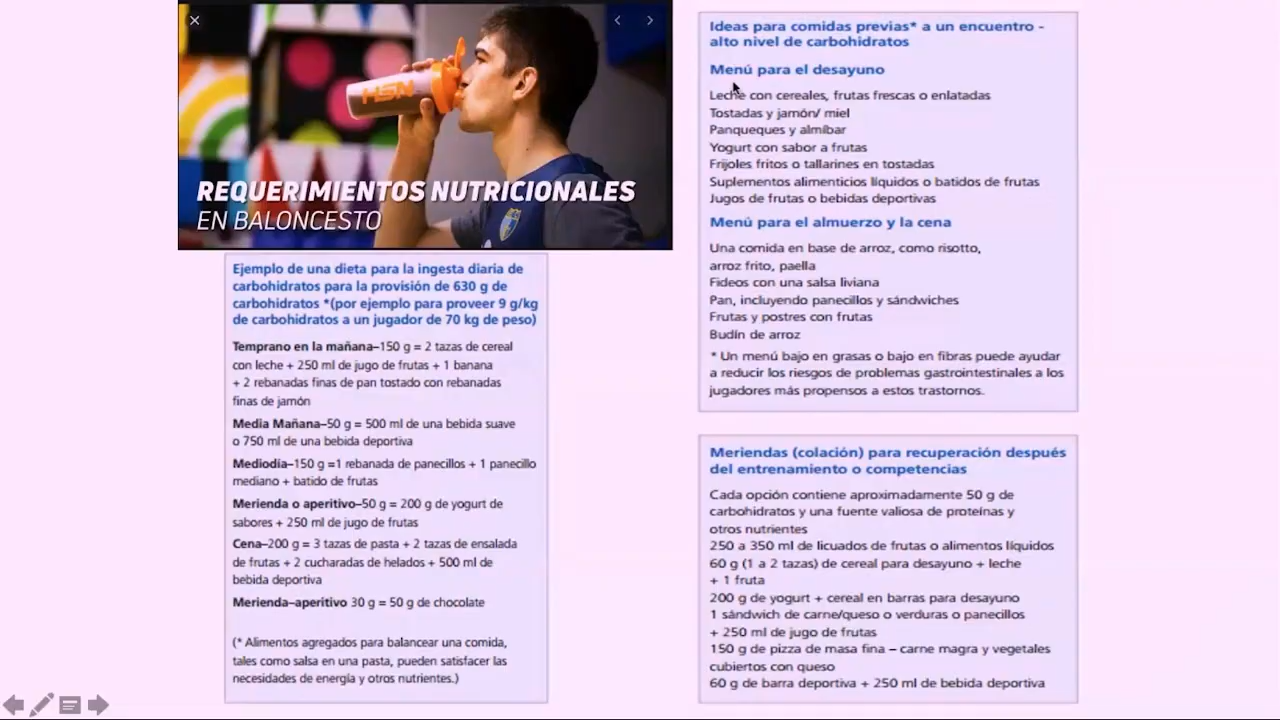 HSN
REQUERIMIENTOS NUTRICIONALES
EN BALONCESTO
Ejemplo de una dieta para la ingesta diaria de
carbohidratos para la provisión de 630 g de
carbohidratos *(por ejemplo para proveer 9 g/kg
de carbohidratos a un jugador de 70 kg de peso)
Temprano en la mañana–150 g = 2 tazas de cereal
con leche + 250 ml de jugo de frutas + 1 banana
+ 2 rebanadas finas de pan tostado con rebanadas
finas de jamón
Media Mañana–50 g = 500 ml de una bebida suave
o 750 ml de una bebida deportiva
Mediodia–150 g =1 rebanada de panecillos + 1 panecillo
mediano + batido de frutas
Merienda o aperitivo–50 g = 200 g de yogurt de
sabores + 250 ml de jugo de frutas
Cena–200 g = 3 tazas de pasta + 2 tazas de ensalada
de frutas + 2 cucharadas de helados + 500 ml de
bebida deportiva
Merienda–aperitivo 30 g = 50 g de chocolate
(* Alimentos agregados para balancear una comida,
tales como salsa en una pasta, pueden satisfacer las
necesidades de energía y otros nutrientes.)
Ideas para comidas previas* a un encuentro -
alto nivel de carbohidratos
Menú para el desayuno
Leche con cereales, frutas frescas o enlatadas
Tostadas y jamón/ miel
Panqueques y almíbar
Yogurt con sabor a frutas
Frijoles fritos o tallarines en tostadas
Suplementos alimenticios líquidos o batidos de frutas
Jugos de frutas o bebidas deportivas
Menú para el almuerzo y la cena
Una comida en base de arroz, como risotto,
arroz frito, paella
Fideos con una salsa liviana
Pan, incluyendo panecillos y sándwiches
Frutas y postres con frutas
Budín de arroz
* Un menú bajo en grasas o bajo en fibras puede ayudar
a reducir los riesgos de problemas gastrointestinales a los
jugadores más propensos a estos trastornos.
Meriendas (colación) para recuperación después
del entrenamiento o competencias
Cada opción contiene aproximadamente 50 g de
carbohidratos y una fuente valiosa de proteínas y
otros nutrientes
250 a 350 ml de licuados de frutas o alimentos líquidos
60 g (1 a 2 tazas) de cereal para desayuno + leche
+ 1 fruta
200 g de yogurt + cereal en barras para desayuno
1 sándwich de carne/queso o verduras o panecillos
+ 250 ml de jugo de frutas
150 g de pizza de masa fina – carne magra y vegetales
cubiertos con queso
60 g de barra deportiva + 250 ml de bebida deportiva